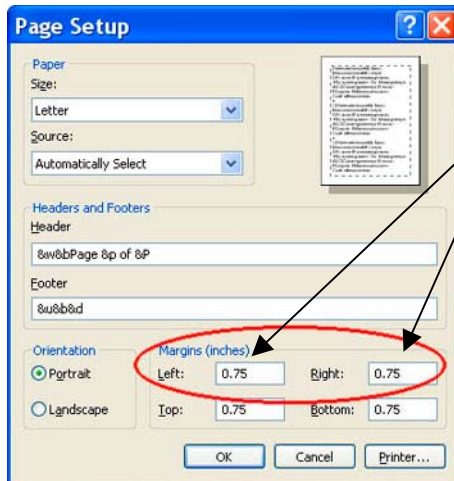 Page Setup
Paper
Size:
Letter
Source:
Automatically Select
Headers and Footers
Header
&w&bPage &p of &P
Footer
&u&b&d
Orientation
Portrait
Landscape
Margins (inches)
Left: 0.75 Right: 0.75
Top: 0.75 Bottom: 0.75
OK Cancel Printer...